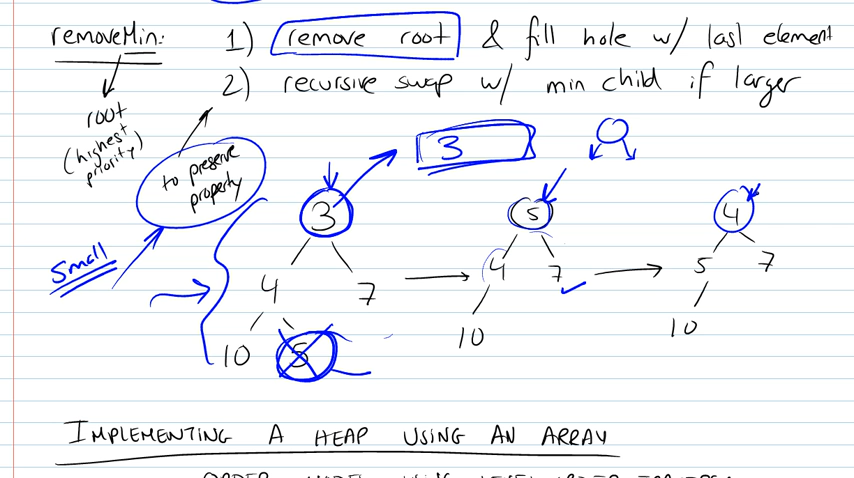 removeMin: 1) remove root & fill hole w/ last element
2) recursive swap w/ min child if larger
root
(highest
priority)
to preserve
property
small
3
3 5 4
4 7 4 7 5 7
10 5 10 10
IMPLEMENTING A HEAP USING AN ARRAY